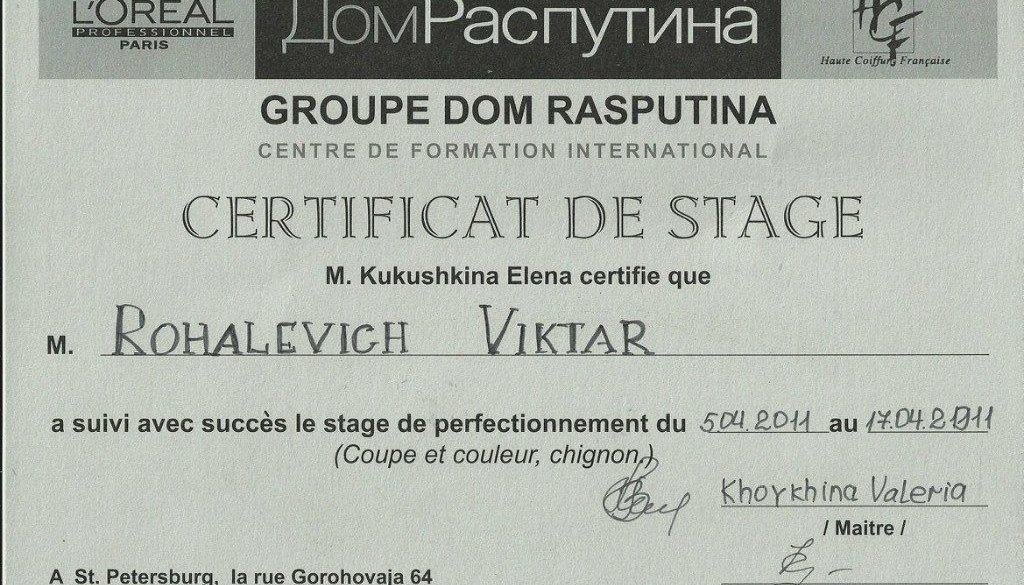 L'ORÉAL
PROFESSIONNEL
PARIS
ДомРаспутина
HCF
Haute Coiffure Française
GROUPE DOM RASPUTINA
CENTRE DE FORMATION INTERNATIONAL
CERTIFICAT DE STAGE
M. Kukushkina Elena certifie que
M. ROHALEVICH VIKTAR
a suivi avec succès le stage de perfectionnement du 5.04.2011 au 17.04.2011
(Coupe et couleur, chignon,)
Khoykhina Valeria
/ Maitre /
A St. Petersburg, la rue Gorohovaja 64